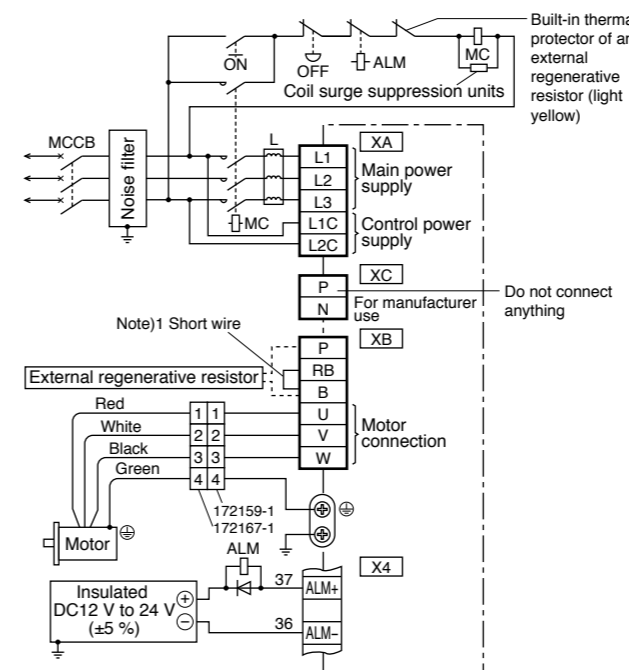 Built-in therma
protector of an
external
regenerative
resistor (light
yellow)
ON
OFF
ALM
MC
Coil surge suppression units
MCCB
Noise filter
L
MC
XA
L1
L2
L3
L1C
L2C
Main power
supply
Control power
supply
XC
P
N
For manufacturer
use
Do not connect
anything
Note)1 Short wire
XB
P
RB
B
U
V
W
External regenerative resistor
Motor
connection
Red
White
Black
Green
1 1
2 2
3 3
4 4
172159-1
172167-1
Motor
ALM
X4
Insulated
DC12 V to 24 V
(±5 %)
+
−
37
ALM+
36
ALM−